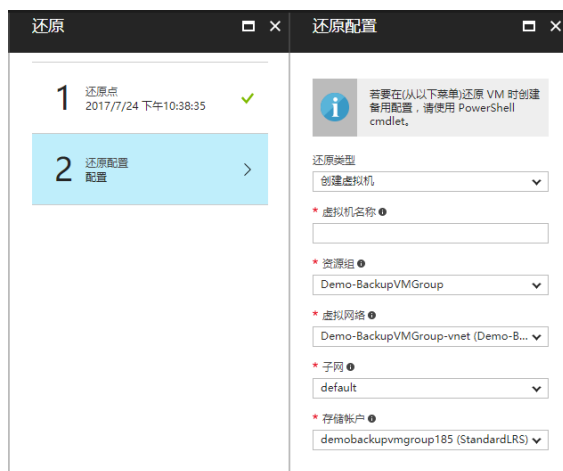 还原
1
还原点
2017/7/24 下午10:38:35
2
还原配置
配置
还原配置
若要在(从以下菜单)还原 VM 时创建
备用配置，请使用 PowerShell
cmdlet。
还原类型
创建虚拟机
* 虚拟机名称
* 资源组
Demo-BackupVMGroup
* 虚拟网络
Demo-BackupVMGroup-vnet (Demo-B...
* 子网
default
* 存储帐户
demobackupvmgroup185 (StandardLRS)